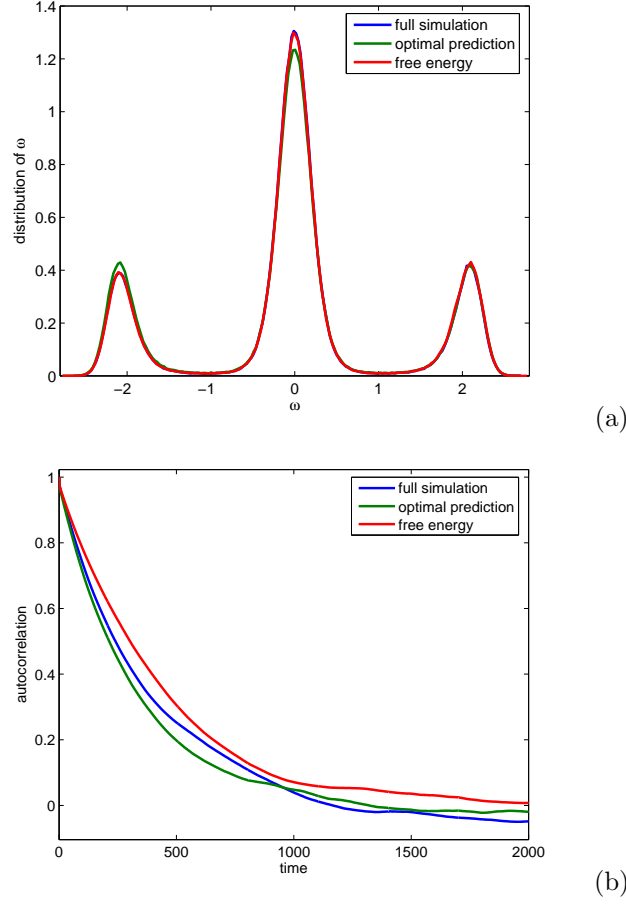 1.4
1.2
1
0.8
0.6
0.4
0.2
0
distribution of ω
full simulation
optimal prediction
free energy
−2
−1
0
1
2
ω
(a)
1
0.8
0.6
0.4
0.2
0
autocorrelation
full simulation
optimal prediction
free energy
0
500
1000
1500
2000
time
(b)